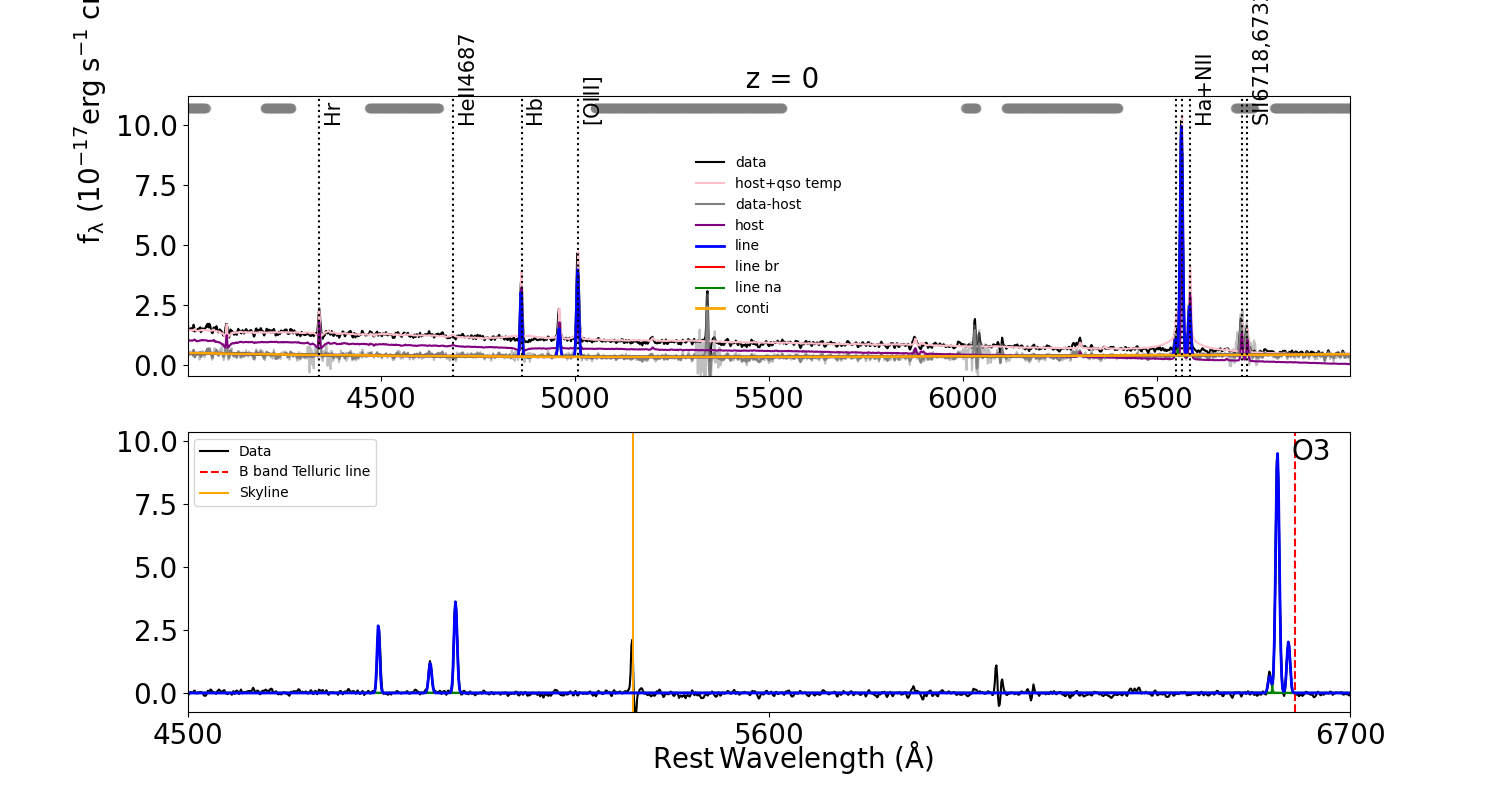 z = 0
fλ (10−17erg s−1 c
Hr
HeII4687
Hb
[OIII]
Ha+NII
SII6718,673
10.0
7.5
5.0
2.5
0.0
data
host+qso temp
data-host
host
line
line br
line na
conti
4500
5000
5500
6000
6500
10.0
7.5
5.0
2.5
0.0
Data
B band Telluric line
Skyline
O3
4500
5600
6700
Rest Wavelength (Å)